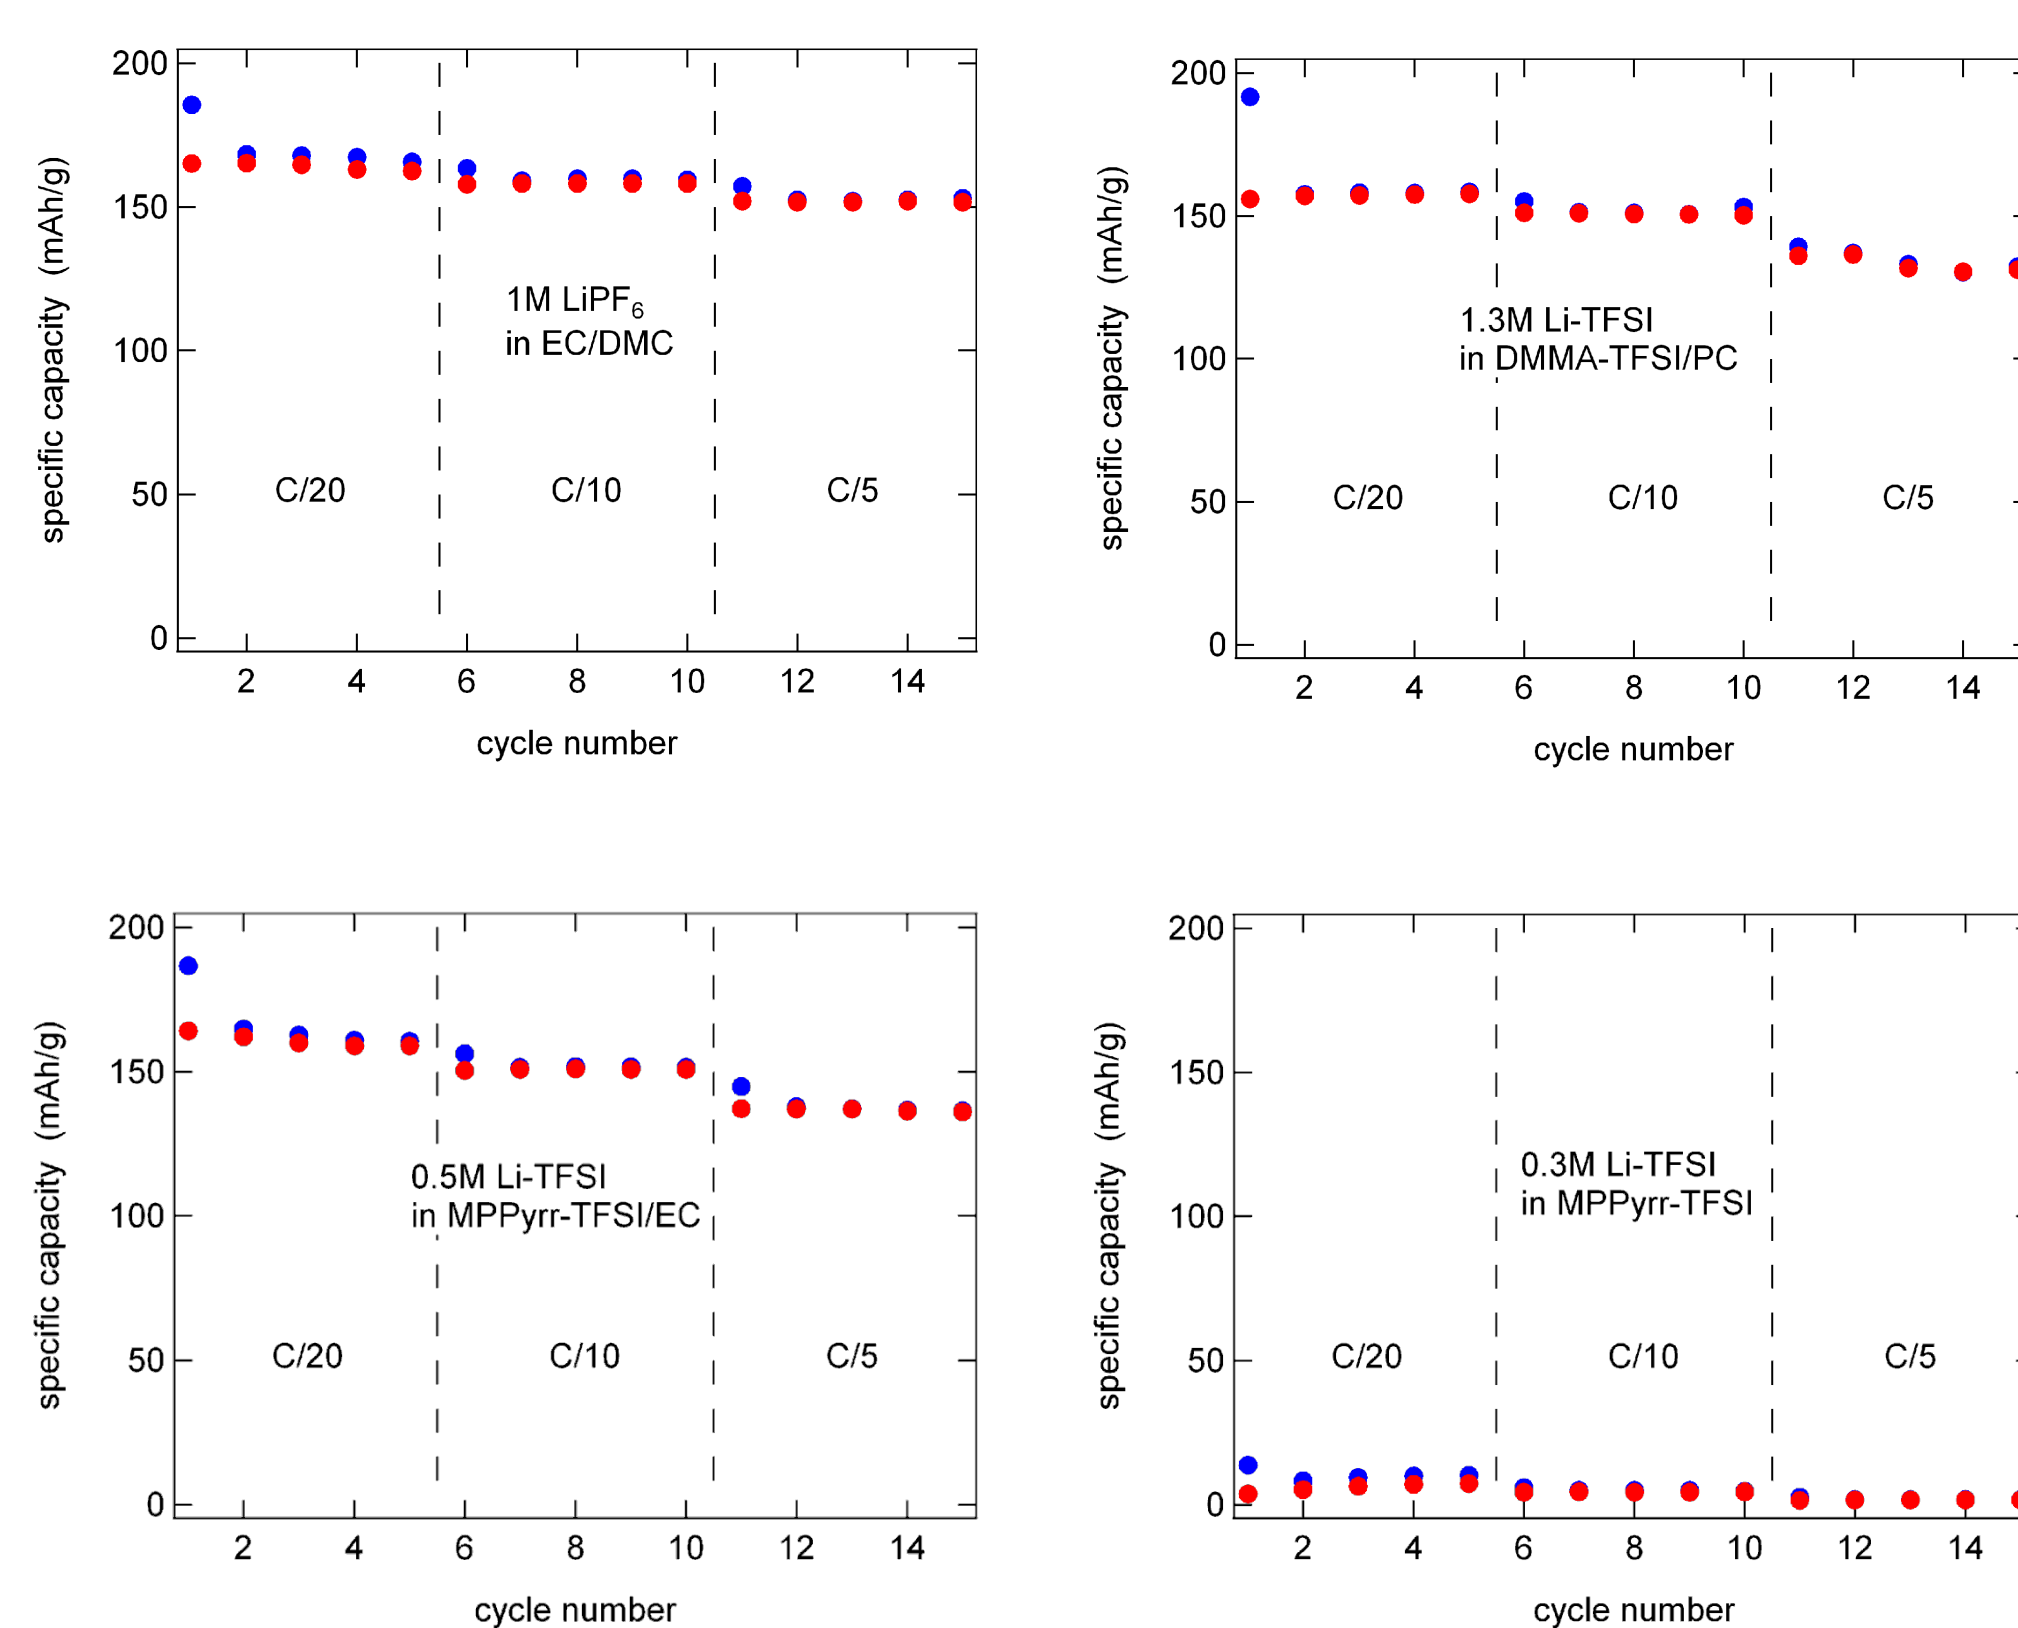 200
150
100
50
0
specific capacity (mAh/g)
1M LiPF₆
in EC/DMC
C/20 C/10 C/5
2 4 6 8 10 12 14
cycle number
200
150
100
50
0
specific capacity (mAh/g)
1.3M Li-TFSI
in DMMA-TFSI/PC
C/20 C/10 C/5
2 4 6 8 10 12 14
cycle number
200
150
100
50
0
specific capacity (mAh/g)
0.5M Li-TFSI
in MPPyrr-TFSI/EC
C/20 C/10 C/5
2 4 6 8 10 12 14
cycle number
200
150
100
50
0
specific capacity (mAh/g)
0.3M Li-TFSI
in MPPyrr-TFSI
C/20 C/10 C/5
2 4 6 8 10 12 14
cycle number